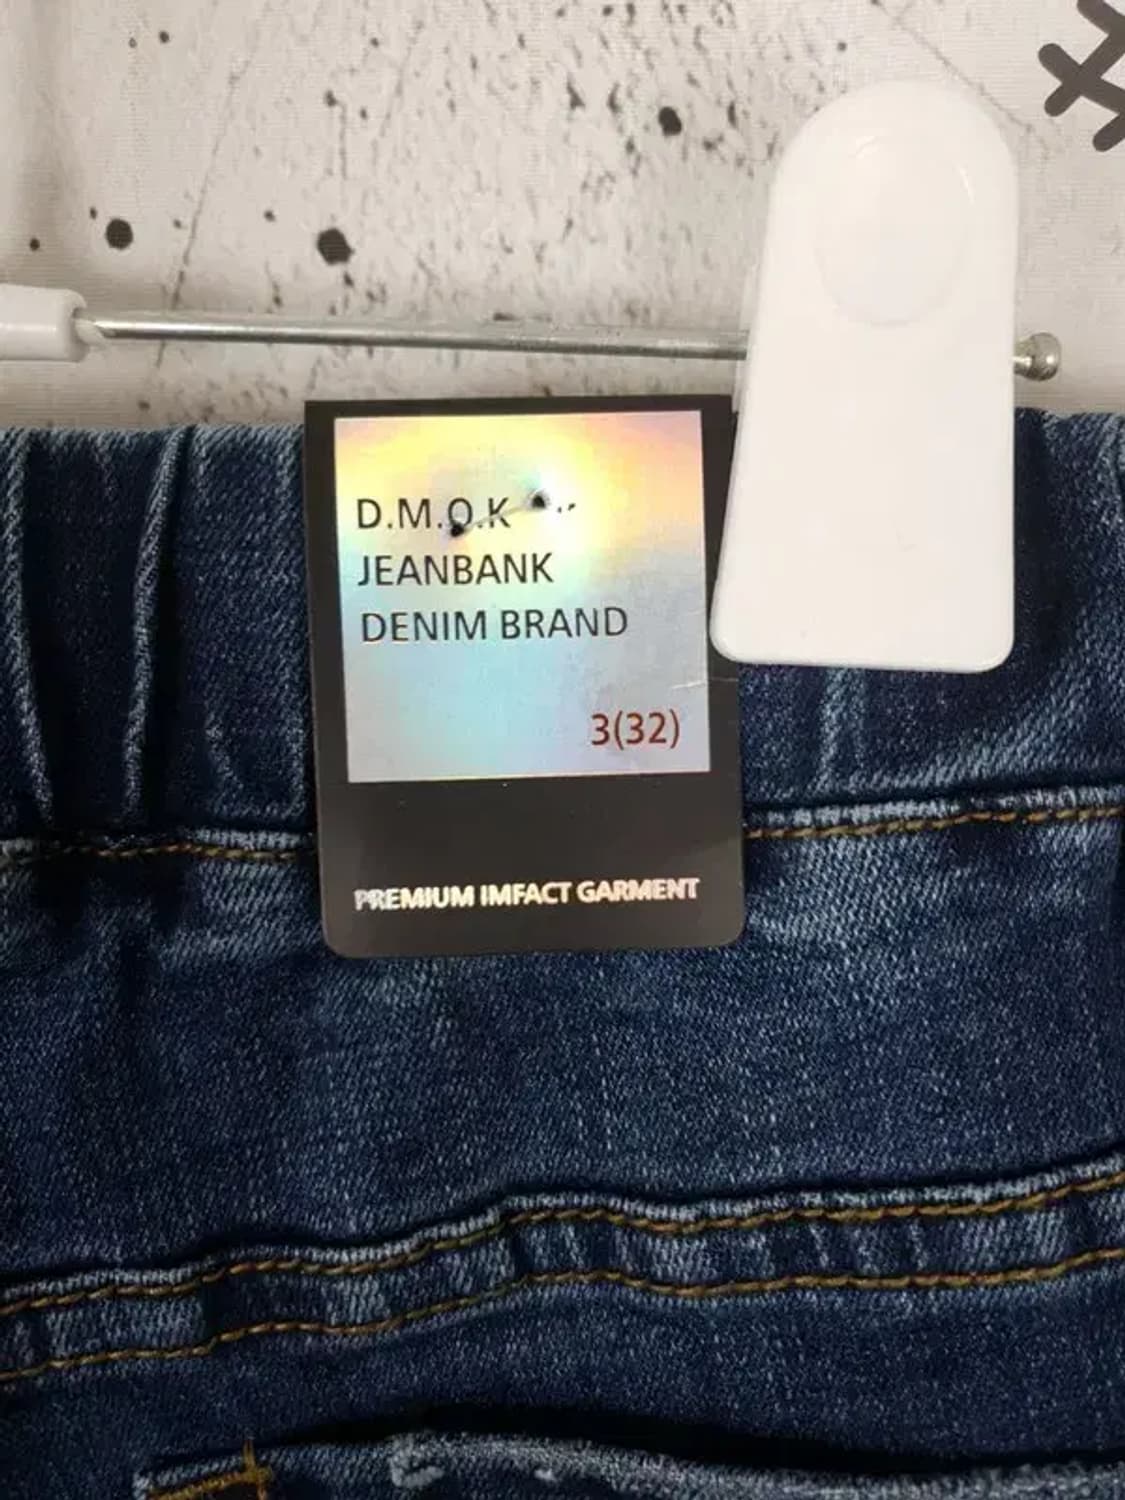 D.M.O.K
JEANBANK
DENIM BRAND
3(32)
PREMIUM IMFACT GARMENT